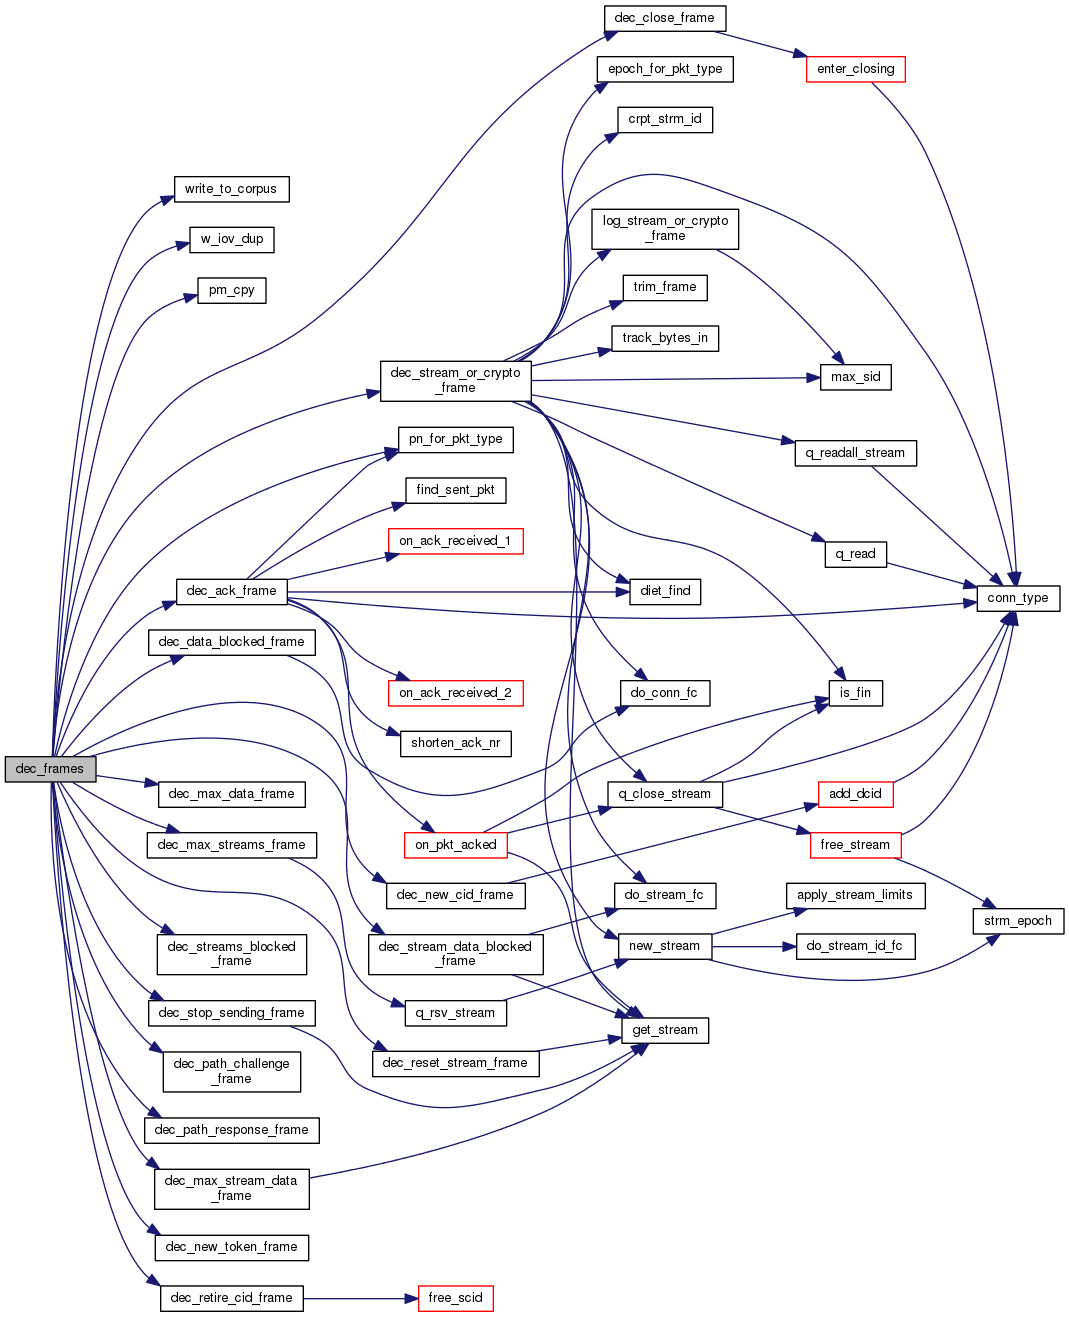 dec_close_frame
epoch_for_pkt_type
enter_closing
crpt_strm_id
write_to_corpus
log_stream_or_crypto
_frame
w_iov_dup
pm_cpy
trim_frame
track_bytes_in
dec_stream_or_crypto
_frame
max_sid
pn_for_pkt_type
q_readall_stream
find_sent_pkt
on_ack_received_1
q_read
dec_ack_frame
diet_find
conn_type
dec_data_blocked_frame
on_ack_received_2
do_conn_fc
is_fin
shorten_ack_nr
dec_frames
dec_max_data_frame
q_close_stream
add_dcid
dec_max_streams_frame
on_pkt_acked
free_stream
dec_new_cid_frame
do_stream_fc
apply_stream_limits
strm_epoch
dec_streams_blocked
_frame
dec_stream_data_blocked
_frame
new_stream
do_stream_id_fc
dec_stop_sending_frame
q_rsv_stream
get_stream
dec_path_challenge
_frame
dec_reset_stream_frame
dec_path_response_frame
dec_max_stream_data
_frame
dec_new_token_frame
dec_retire_cid_frame
free_scid